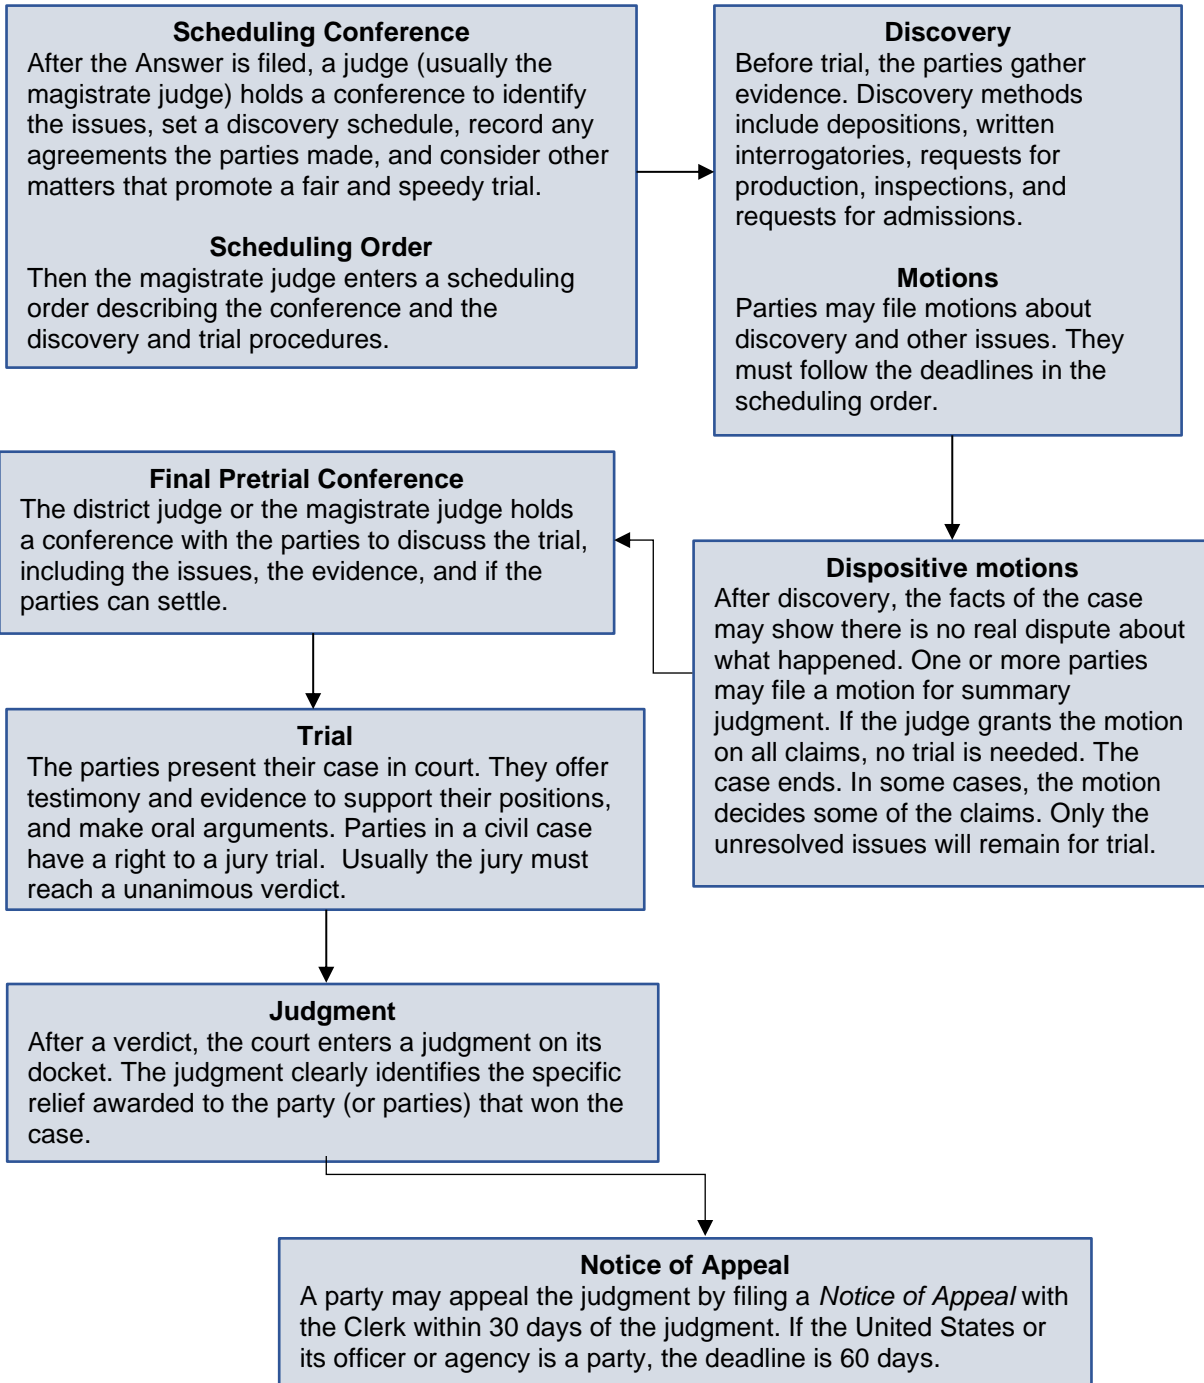 Scheduling Conference
After the Answer is filed, a judge (usually the
magistrate judge) holds a conference to identify
the issues, set a discovery schedule, record any
agreements the parties made, and consider other
matters that promote a fair and speedy trial.
Scheduling Order
Then the magistrate judge enters a scheduling
order describing the conference and the
discovery and trial procedures.
Discovery
Before trial, the parties gather
evidence. Discovery methods
include depositions, written
interrogatories, requests for
production, inspections, and
requests for admissions.
Motions
Parties may file motions about
discovery and other issues. They
must follow the deadlines in the
scheduling order.
Dispositive motions
After discovery, the facts of the case
may show there is no real dispute about
what happened. One or more parties
may file a motion for summary
judgment. If the judge grants the motion
on all claims, no trial is needed. The
case ends. In some cases, the motion
decides some of the claims. Only the
unresolved issues will remain for trial.
Final Pretrial Conference
The district judge or the magistrate judge holds
a conference with the parties to discuss the trial,
including the issues, the evidence, and if the
parties can settle.
Trial
The parties present their case in court. They offer
testimony and evidence to support their positions,
and make oral arguments. Parties in a civil case
have a right to a jury trial.  Usually the jury must
reach a unanimous verdict.
Judgment
After a verdict, the court enters a judgment on its
docket. The judgment clearly identifies the specific
relief awarded to the party (or parties) that won the
case.
Notice of Appeal
A party may appeal the judgment by filing a Notice of Appeal with
the Clerk within 30 days of the judgment. If the United States or
its officer or agency is a party, the deadline is 60 days.